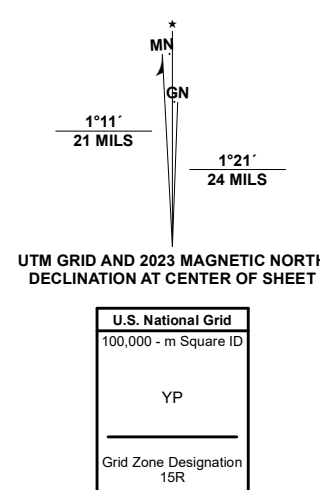 MN
GN
1°11´
21 MILS
1°21´
24 MILS
UTM GRID AND 2023 MAGNETIC NORTH
DECLINATION AT CENTER OF SHEET
U.S. National Grid
100,000 - m Square ID
YP
Grid Zone Designation
15R